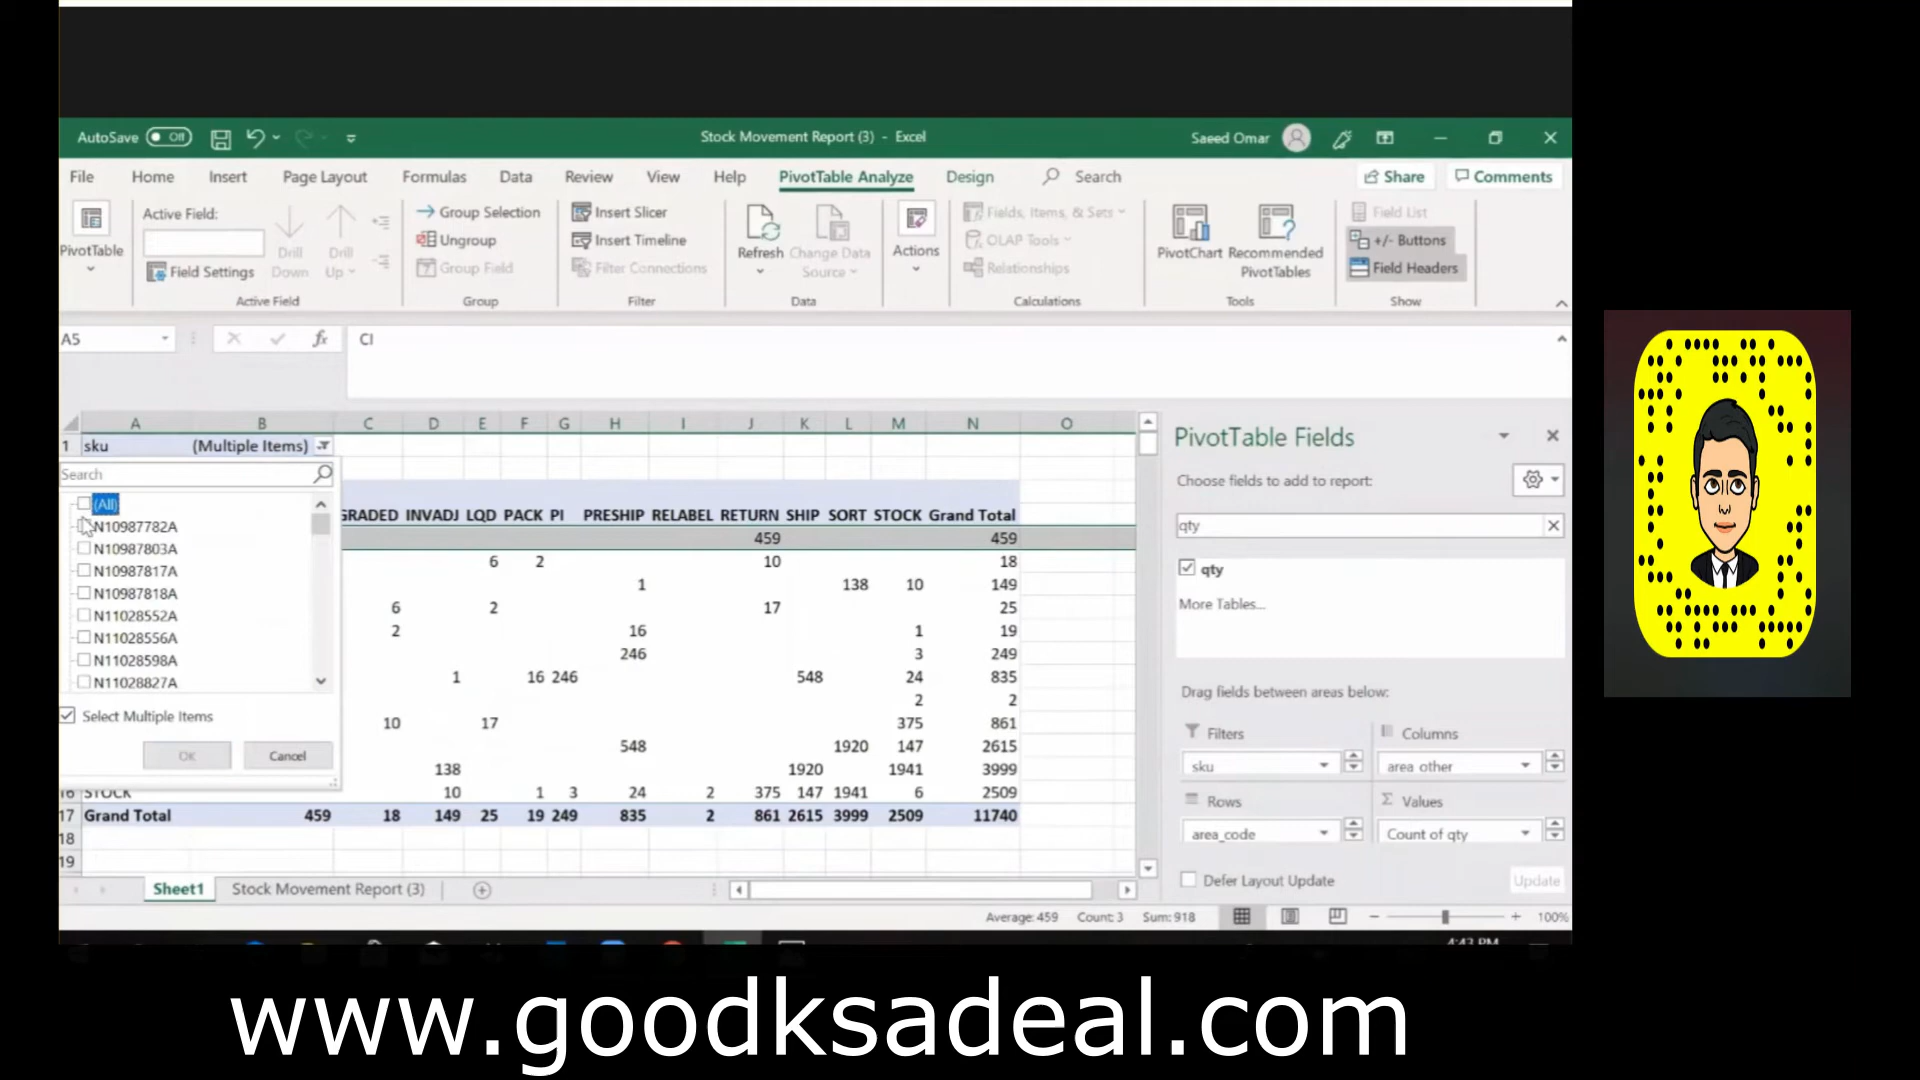 AutoSave Off
Stock Movement Report (3) - Excel
Saeed Omar
File Home Insert Page Layout Formulas Data Review View Help PivotTable Analyze Design Search
Share Comments
PivotTable
Active Field:
Field Settings
Drill Down
Drill Up
Active Field
Group Selection
Ungroup
Group Field
Group
Insert Slicer
Insert Timeline
Filter Connections
Filter
Refresh
Change Data Source
Data
Actions
Fields, Items, & Sets
OLAP Tools
Relationships
Calculations
PivotChart
Recommended PivotTables
Tools
Field List
+/- Buttons
Field Headers
Show
A5 fx CI
A B C D E F G H I J K L M N O
1 sku (Multiple Items)
Search
(All)
N10987782A
N10987803A
N10987817A
N10987818A
N11028552A
N11028556A
N11028598A
N11028827A
Select Multiple Items
OK Cancel
GRADED INVADJ LQD PACK PI PRESHIP RELABEL RETURN SHIP SORT STOCK Grand Total
459 459
6 2 10 18
1 138 10 149
6 2 17 25
2 16 1 19
246 3 249
1 16 246 548 24 835
2 2
10 17 375 861
548 1920 147 2615
138 1920 1941 3999
16 STOCK 10 1 3 24 2 375 147 1941 6 2509
17 Grand Total 459 18 149 25 19 249 835 2 861 2615 3999 2509 11740
18
19
Sheet1 Stock Movement Report (3)
PivotTable Fields
Choose fields to add to report:
qty
qty
More Tables...
Drag fields between areas below:
Filters
sku
Columns
area other
Rows
area_code
Values
Count of qty
Defer Layout Update Update
Average: 459 Count: 3 Sum: 918 100%
4:43 PM
www.goodksadeal.com